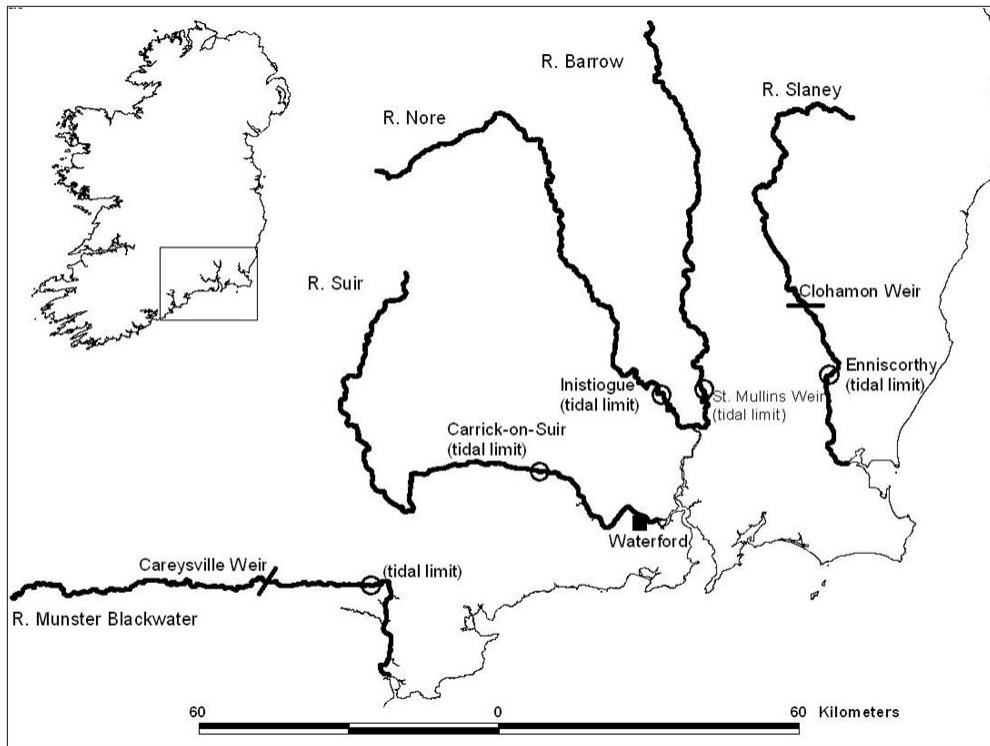 R. Barrow
R. Slaney
R. Nore
R. Suir
Clohamon Weir
Enniscorthy
(tidal limit)
Inistiogue
(tidal limit)
St. Mullins Weir
(tidal limit)
Carrick-on-Suir
(tidal limit)
Waterford
Careysville Weir
(tidal limit)
R. Munster Blackwater
60 0 60 Kilometers